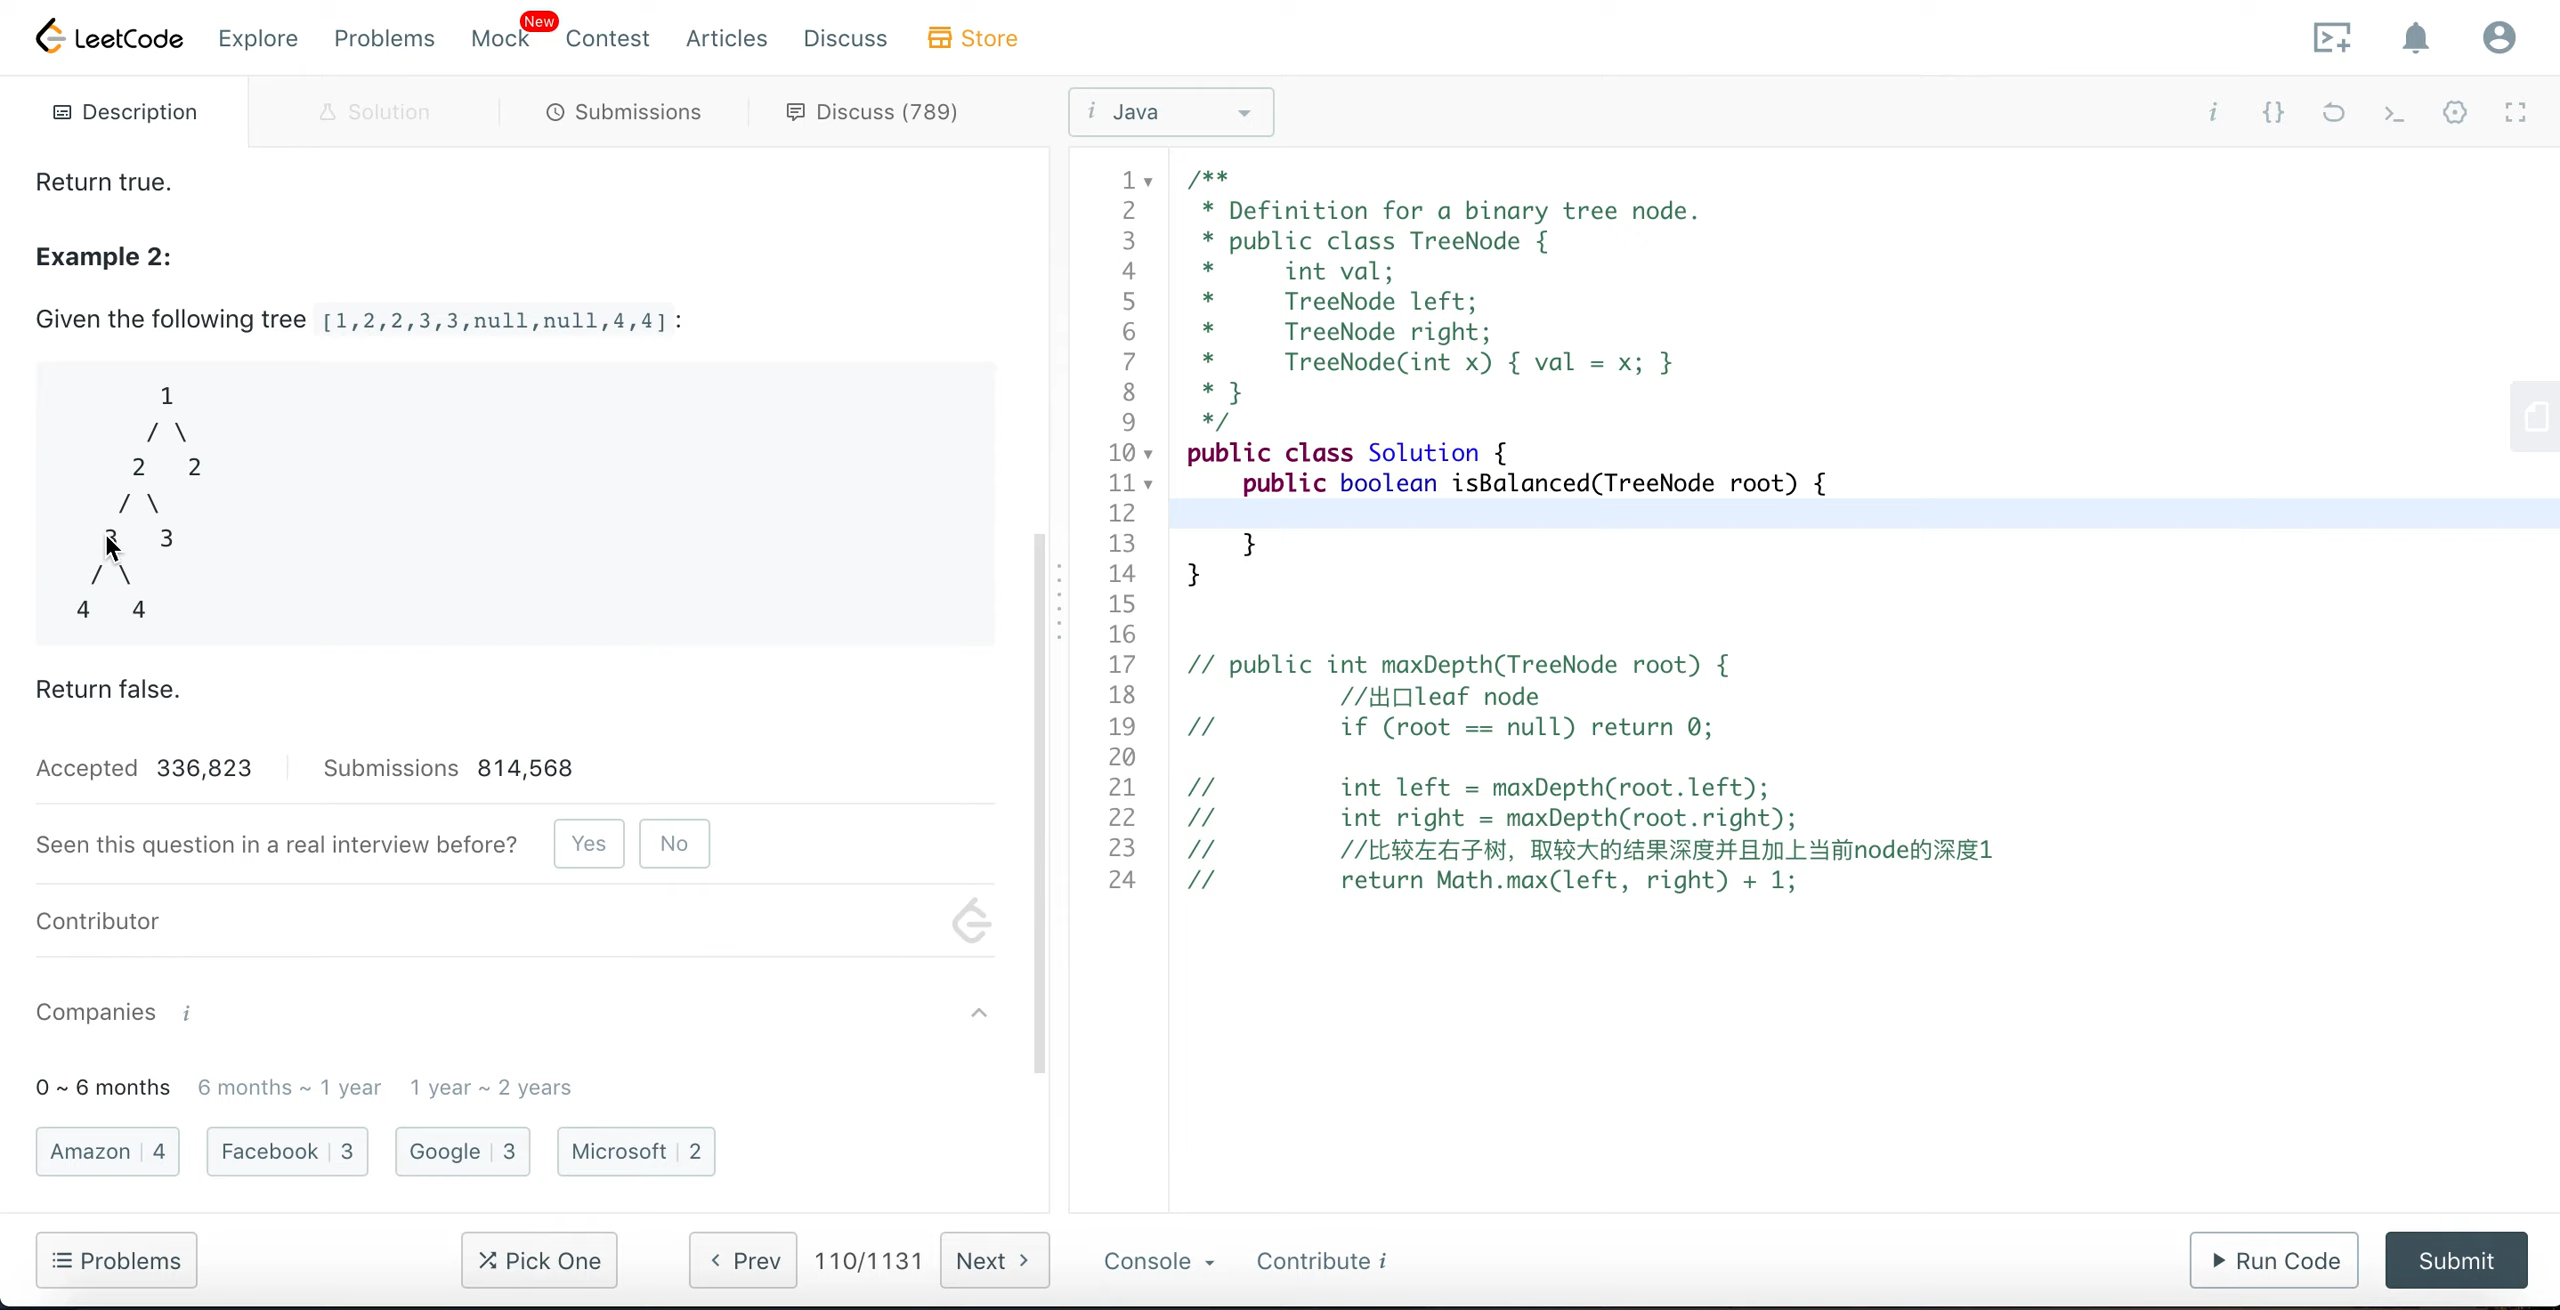 LeetCode Explore Problems Mock New Contest Articles Discuss Store
Description Solution Submissions Discuss (789)
Return true.
Example 2:
Given the following tree [1,2,2,3,3,null,null,4,4] :
1
/ \
2 2
/ \
3 3
/ \
4 4
Return false.
Accepted 336,823 Submissions 814,568
Seen this question in a real interview before? Yes No
Contributor
Companies i
0 ~ 6 months 6 months ~ 1 year 1 year ~ 2 years
Amazon 4 Facebook 3 Google 3 Microsoft 2
Problems Pick One < Prev 110/1131 Next >
i Java
i {} >_
1 /**
2 * Definition for a binary tree node.
3 * public class TreeNode {
4 * int val;
5 * TreeNode left;
6 * TreeNode right;
7 * TreeNode(int x) { val = x; }
8 * }
9 */
10 public class Solution {
11 public boolean isBalanced(TreeNode root) {
12
13 }
14 }
15
16
17 // public int maxDepth(TreeNode root) {
18 //出口leaf node
19 // if (root == null) return 0;
20
21 // int left = maxDepth(root.left);
22 // int right = maxDepth(root.right);
23 // //比较左右子树，取较大的结果深度并且加上当前node的深度1
24 // return Math.max(left, right) + 1;
Console Contribute i Run Code Submit